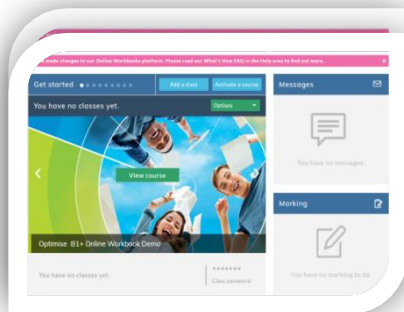 made changes to our Online Workbooks platform. Please read our What's New FAQ in the Help area to find out more.
Get started
Add a class
Activate a course
Messages
You have no classes yet.
Options
View course
You have no messages.
Marking
Optimise B1+ Online Workbook Demo
You have no classes yet.
*******
Class password
You have no marking to do.